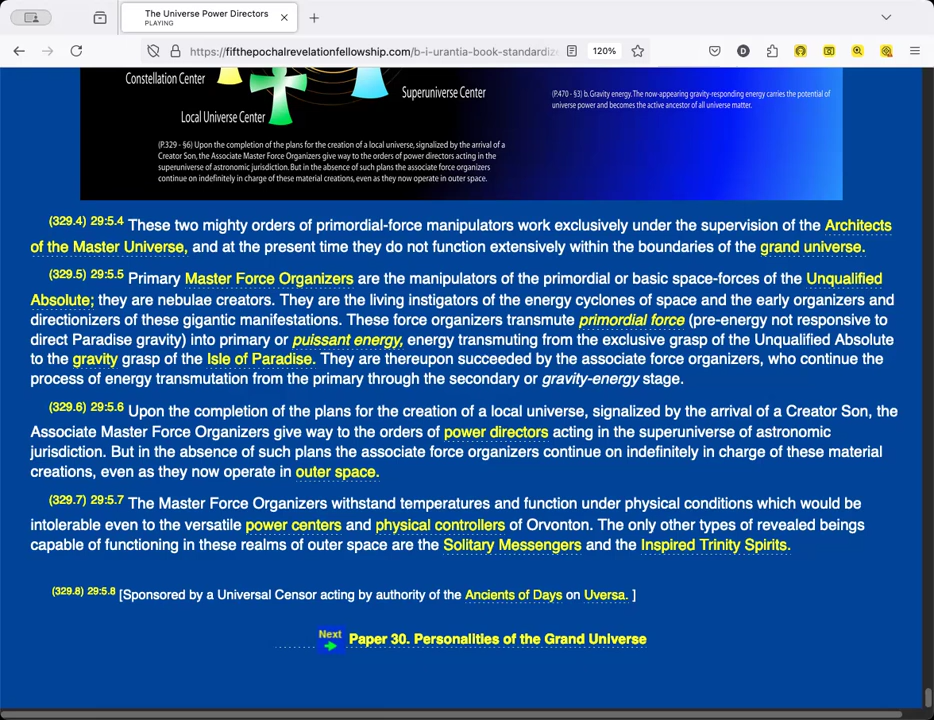 The Universe Power Directors
PLAYING
https://fifthepochalrevelationfellowship.com/b-i-urantia-book-standardiz
120%
D
Constellation Center
Superuniverse Center
Local Universe Center
(P.470 - §3) b. Gravity energy. The now-appearing gravity-responding energy carries the potential of
universe power and becomes the active ancestor of all universe matter.
(P.329 - §6) Upon the completion of the plans for the creation of a local universe, signalized by the arrival of a
Creator Son, the Associate Master Force Organizers give way to the orders of power directors acting in the
superuniverse of astronomic jurisdiction. But in the absence of such plans the associate force organizers
continue on indefinitely in charge of these material creations, even as they now operate in outer space.
(329.4) 29:5.4 These two mighty orders of primordial-force manipulators work exclusively under the supervision of the Architects
of the Master Universe, and at the present time they do not function extensively within the boundaries of the grand universe.
(329.5) 29:5.5 Primary Master Force Organizers are the manipulators of the primordial or basic space-forces of the Unqualified
Absolute; they are nebulae creators. They are the living instigators of the energy cyclones of space and the early organizers and
directionizers of these gigantic manifestations. These force organizers transmute primordial force (pre-energy not responsive to
direct Paradise gravity) into primary or puissant energy, energy transmuting from the exclusive grasp of the Unqualified Absolute
to the gravity grasp of the Isle of Paradise. They are thereupon succeeded by the associate force organizers, who continue the
process of energy transmutation from the primary through the secondary or gravity-energy stage.
(329.6) 29:5.6 Upon the completion of the plans for the creation of a local universe, signalized by the arrival of a Creator Son, the
Associate Master Force Organizers give way to the orders of power directors acting in the superuniverse of astronomic
jurisdiction. But in the absence of such plans the associate force organizers continue on indefinitely in charge of these material
creations, even as they now operate in outer space.
(329.7) 29:5.7 The Master Force Organizers withstand temperatures and function under physical conditions which would be
intolerable even to the versatile power centers and physical controllers of Orvonton. The only other types of revealed beings
capable of functioning in these realms of outer space are the Solitary Messengers and the Inspired Trinity Spirits.
(329.8) 29:5.8 [Sponsored by a Universal Censor acting by authority of the Ancients of Days on Uversa. ]
Next Paper 30. Personalities of the Grand Universe